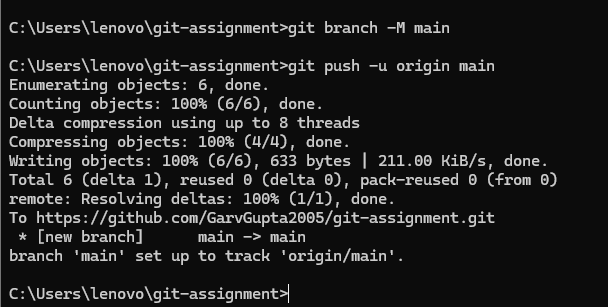 C:\Users\lenovo\git-assignment>git branch -M main
C:\Users\lenovo\git-assignment>git push -u origin main
Enumerating objects: 6, done.
Counting objects: 100% (6/6), done.
Delta compression using up to 8 threads
Compressing objects: 100% (4/4), done.
Writing objects: 100% (6/6), 633 bytes | 211.00 KiB/s, done.
Total 6 (delta 1), reused 0 (delta 0), pack-reused 0 (from 0)
remote: Resolving deltas: 100% (1/1), done.
To https://github.com/GarvGupta2005/git-assignment.git
 * [new branch]      main -> main
branch 'main' set up to track 'origin/main'.
C:\Users\lenovo\git-assignment>